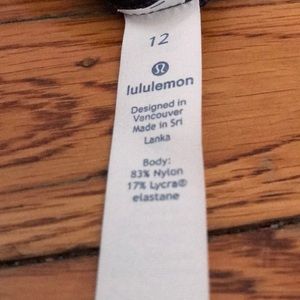 12
lululemon
Designed in
Vancouver
Made in Sri
Lanka
Body:
83% Nylon
17% Lycra®
elastane